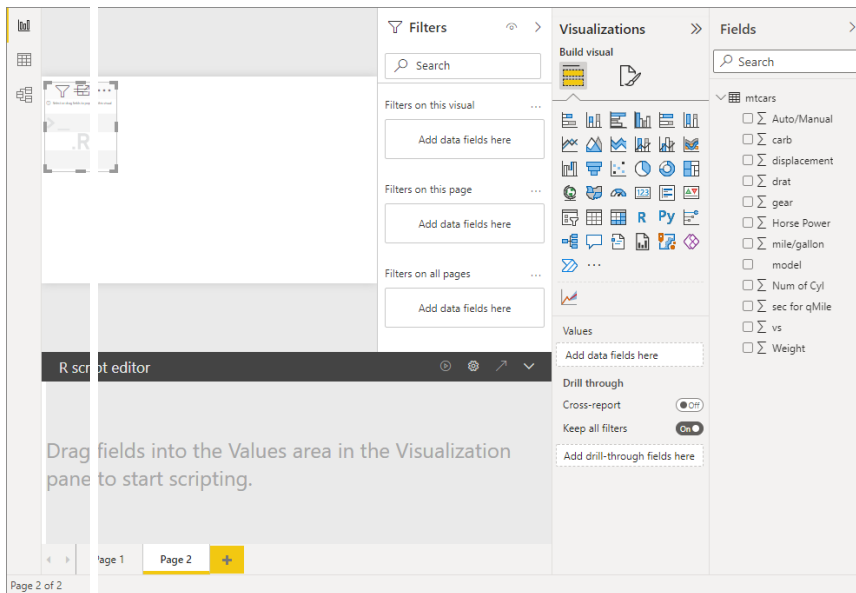 Filters
Search
Filters on this visual
Add data fields here
Filters on this page
Add data fields here
Filters on all pages
Add data fields here
Visualizations
Build visual
123
R
Py
Values
Add data fields here
Drill through
Cross-report
Off
Keep all filters
On
Add drill-through fields here
Fields
Search
mtcars
Auto/Manual
carb
displacement
drat
gear
Horse Power
mile/gallon
model
Num of Cyl
sec for qMile
vs
Weight
.R
R script editor
Drag fields into the Values area in the Visualization
pane to start scripting.
Page 1
Page 2
Page 2 of 2